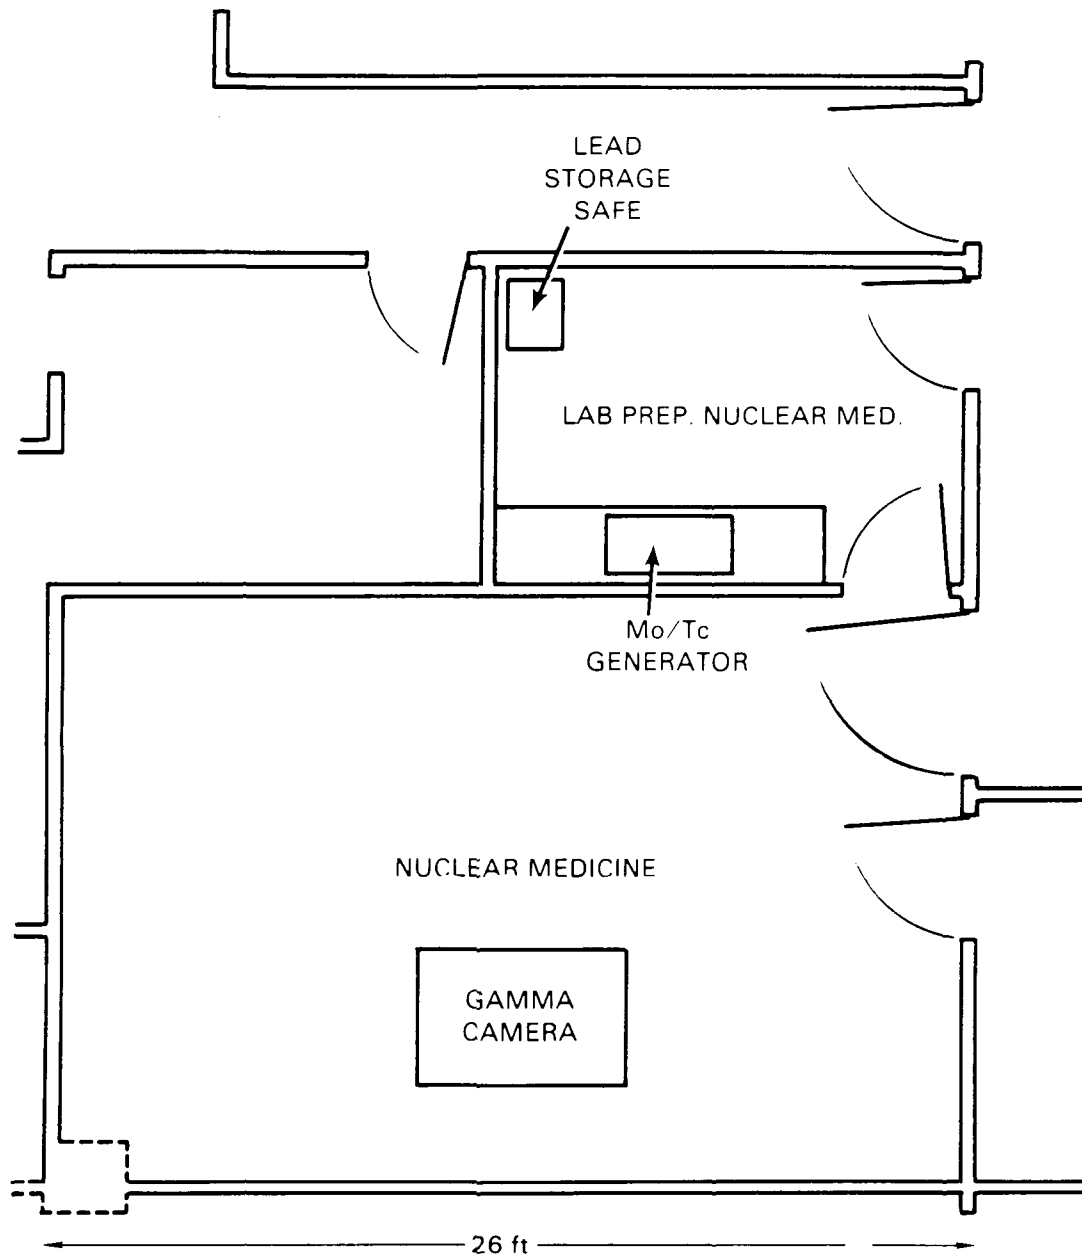 LEAD
STORAGE
SAFE
LAB PREP. NUCLEAR MED.
Mo/Tc
GENERATOR
NUCLEAR MEDICINE
GAMMA
CAMERA
26 ft